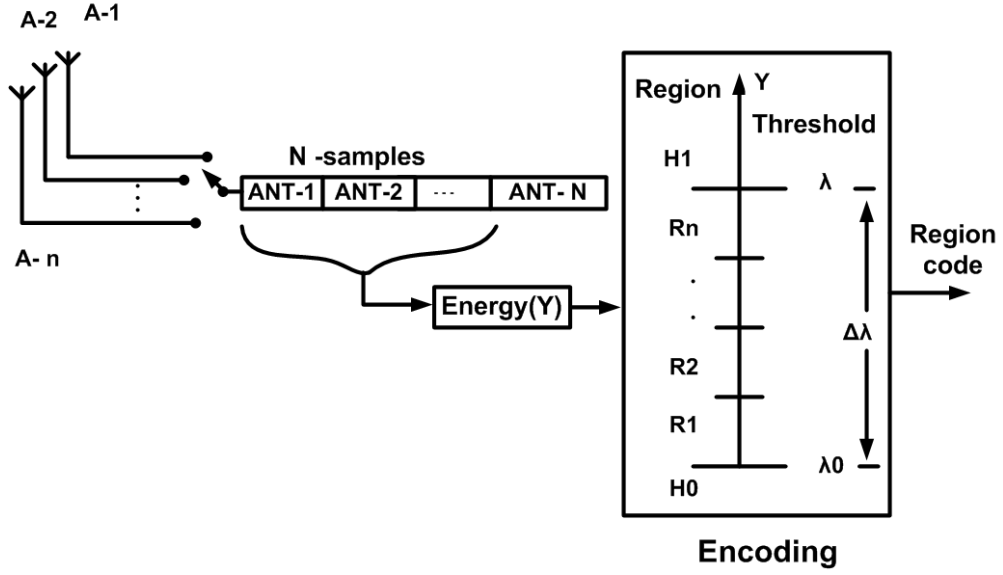 A-2
A-1
A- n
N -samples
ANT-1 ANT-2 ---- ANT- N
Energy(Y)
Region
Y
Threshold
H1
λ
Rn
Δλ
R2
R1
λ0
H0
Region
code
Encoding